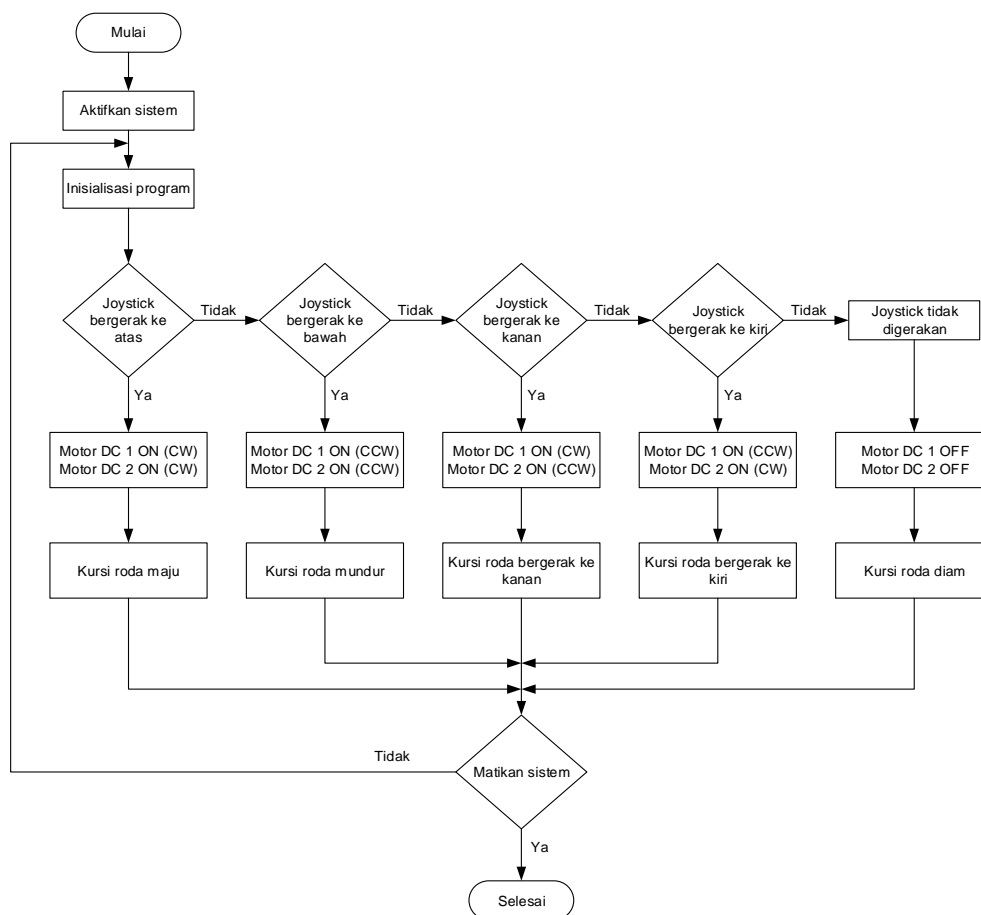 Mulai
Aktifkan sistem
Inisialisasi program
Joystick
bergerak ke
atas
Tidak
Joystick
bergerak ke
bawah
Tidak
Joystick
bergerak ke
kanan
Tidak
Joystick
bergerak ke kiri
Tidak
Joystick tidak
digerakan
Ya
Ya
Ya
Ya
Motor DC 1 ON (CW)
Motor DC 2 ON (CW)
Motor DC 1 ON (CCW)
Motor DC 2 ON (CCW)
Motor DC 1 ON (CW)
Motor DC 2 ON (CCW)
Motor DC 1 ON (CCW)
Motor DC 2 ON (CW)
Motor DC 1 OFF
Motor DC 2 OFF
Kursi roda maju
Kursi roda mundur
Kursi roda bergerak ke
kanan
Kursi roda bergerak ke
kiri
Kursi roda diam
Tidak
Matikan sistem
Ya
Selesai